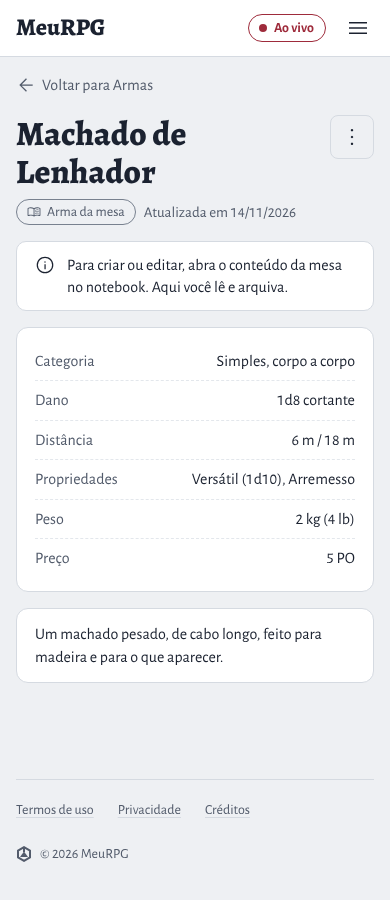 MeuRPG
Ao vivo
Voltar para Armas
Machado de
Lenhador
Arma da mesa
Atualizada em 14/11/2026
Para criar ou editar, abra o conteúdo da mesa
no notebook. Aqui você lê e arquiva.
Categoria Simples, corpo a corpo
Dano 1d8 cortante
Distância 6 m / 18 m
Propriedades Versátil (1d10), Arremesso
Peso 2 kg (4 lb)
Preço 5 PO
Um machado pesado, de cabo longo, feito para
madeira e para o que aparecer.
Termos de uso Privacidade Créditos
© 2026 MeuRPG